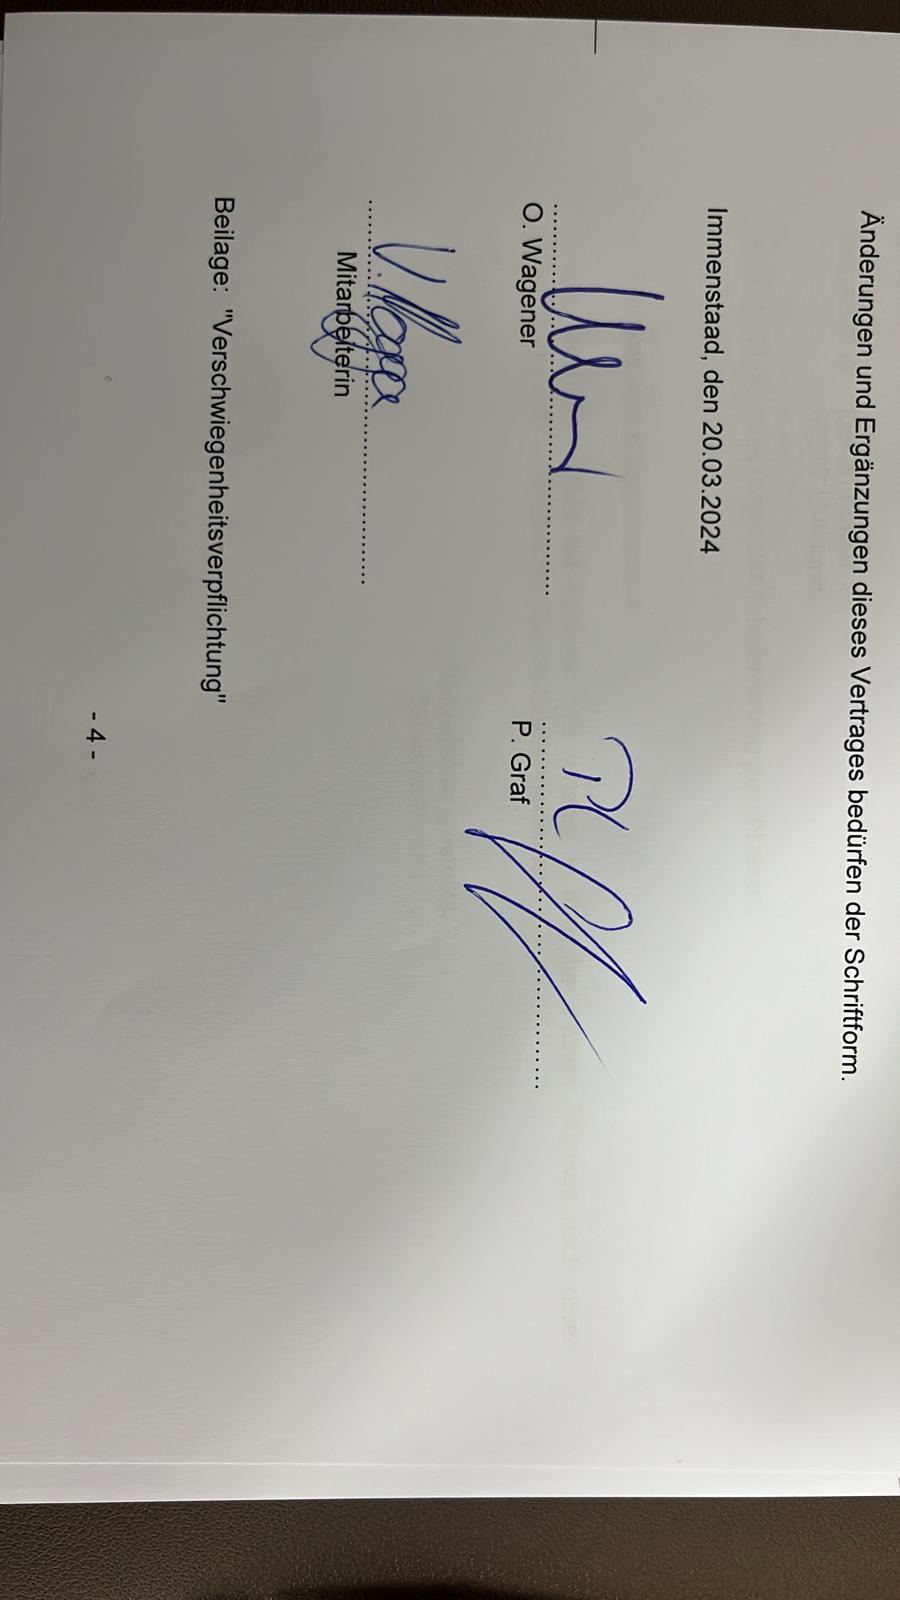 Änderungen und Ergänzungen dieses Vertrages bedürfen der Schriftform.
Immenstaad, den 20.03.2024
O. Wagener
P. Graf
Mitarbeiterin
Beilage: "Verschwiegenheitsverpflichtung"
- 4 -